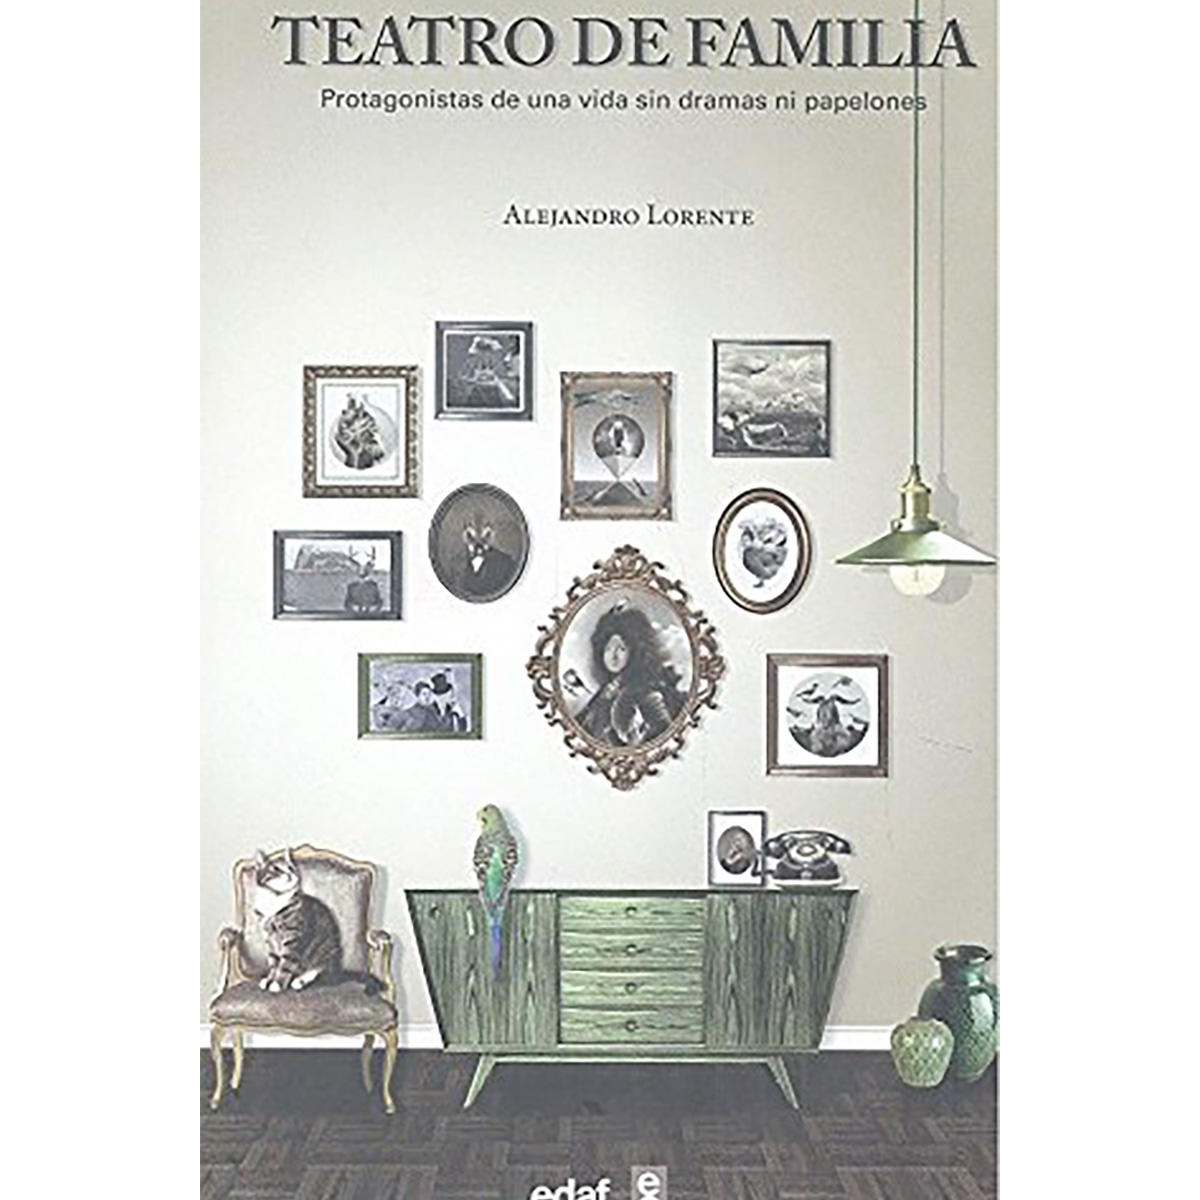 TEATRO DE FAMILIA
Protagonistas de una vida sin dramas ni papelones
ALEJANDRO LORENTE
edaf e